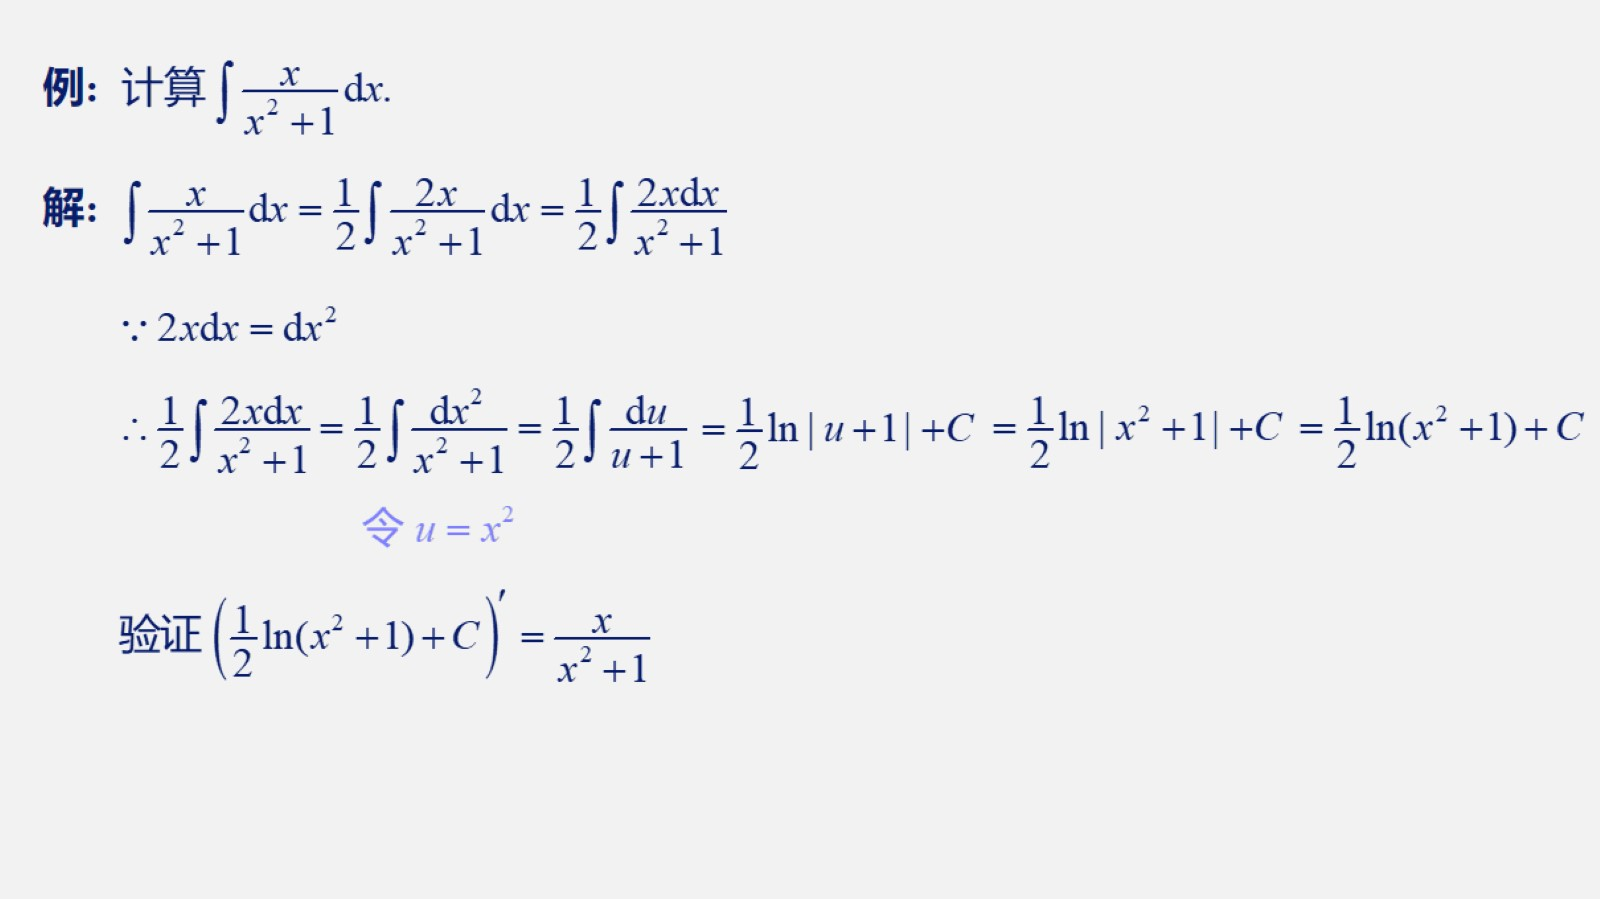 例: 计算 ∫ x/(x² +1) dx.
解: ∫ x/(x² +1) dx = 1/2 ∫ 2x/(x² +1) dx = 1/2 ∫ 2xdx/(x² +1)
∵ 2xdx = dx²
∴ 1/2 ∫ 2xdx/(x² +1) = 1/2 ∫ dx²/(x² +1) = 1/2 ∫ du/(u+1) = 1/2 ln | u+1| +C = 1/2 ln | x² +1| +C = 1/2 ln(x² +1)+C
令 u = x²
验证 (1/2 ln(x² +1)+C)′ = x/(x² +1)